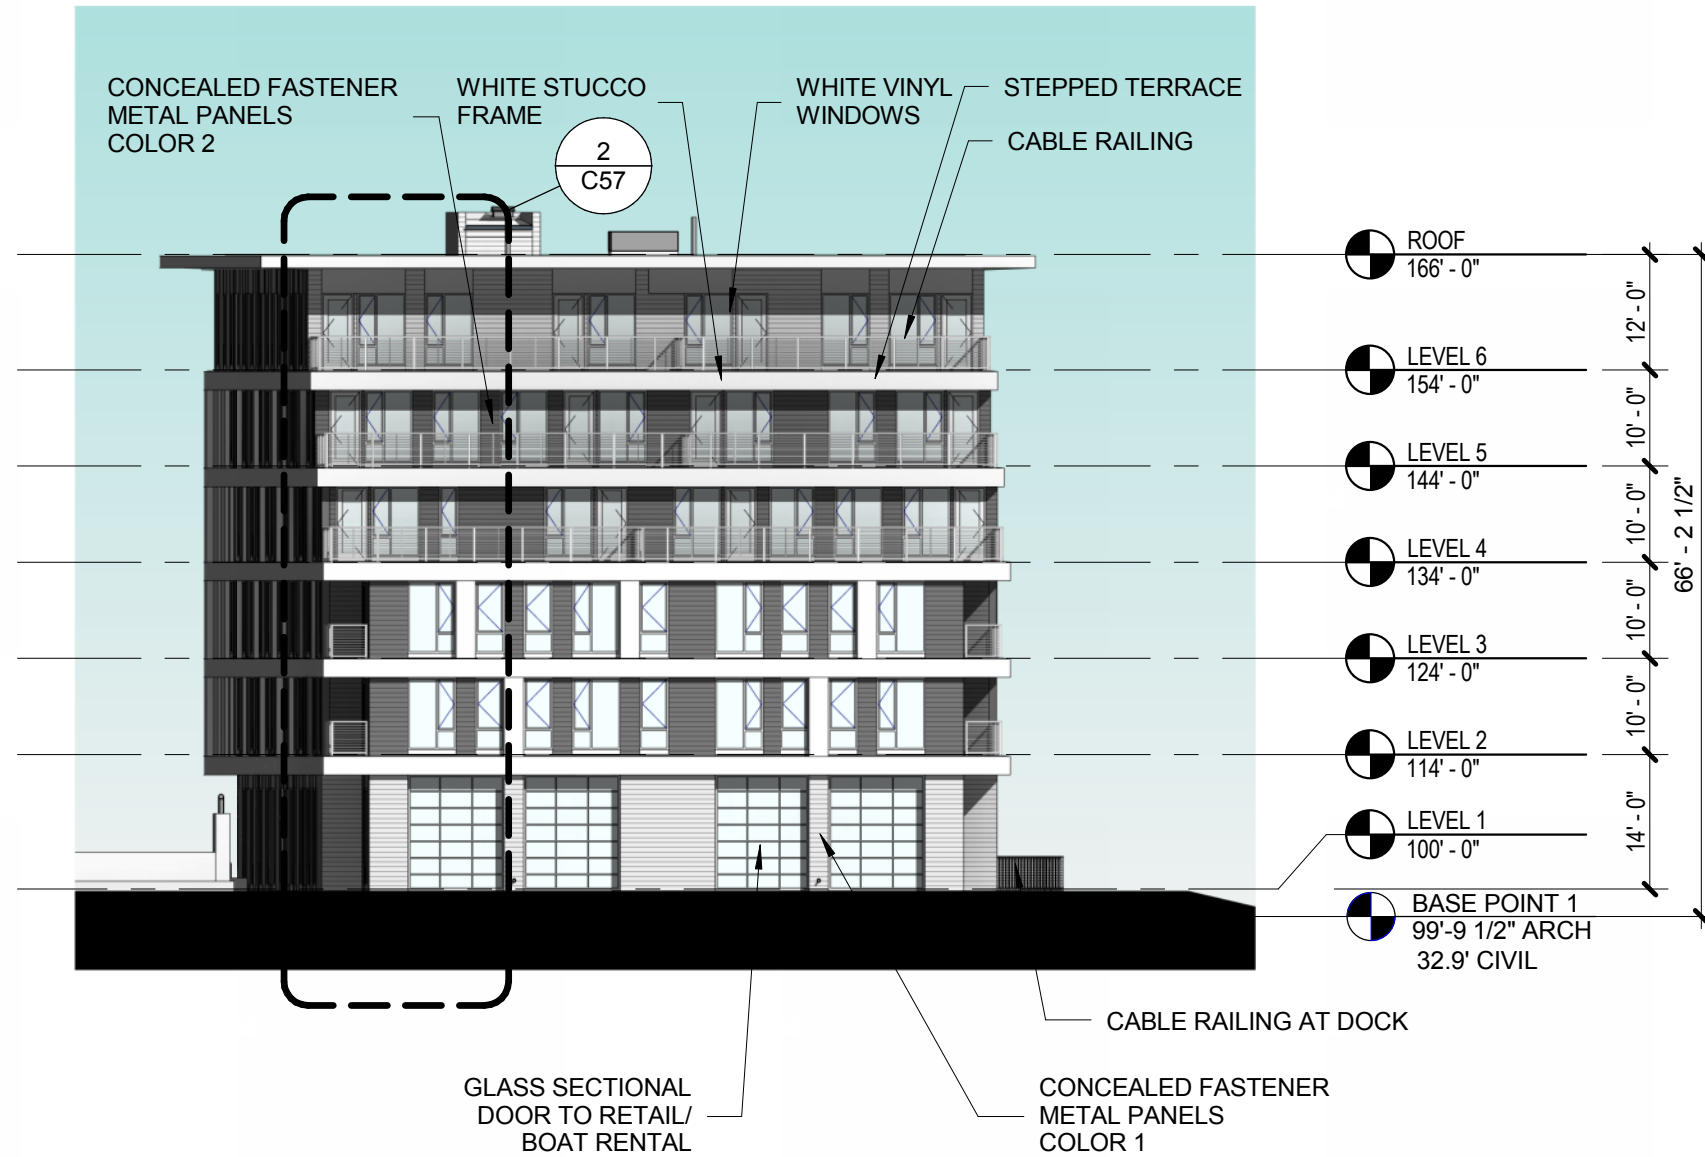 CONCEALED FASTENER
METAL PANELS
COLOR 2
WHITE STUCCO
FRAME
WHITE VINYL
WINDOWS
STEPPED TERRACE
CABLE RAILING
2
C57
ROOF
166' - 0"
LEVEL 6
154' - 0"
LEVEL 5
144' - 0"
LEVEL 4
134' - 0"
LEVEL 3
124' - 0"
LEVEL 2
114' - 0"
LEVEL 1
100' - 0"
BASE POINT 1
99'-9 1/2" ARCH
32.9' CIVIL
12' - 0"
10' - 0"
10' - 0"
10' - 0"
10' - 0"
14' - 0"
66' - 2 1/2"
CABLE RAILING AT DOCK
GLASS SECTIONAL
DOOR TO RETAIL/
BOAT RENTAL
CONCEALED FASTENER
METAL PANELS
COLOR 1